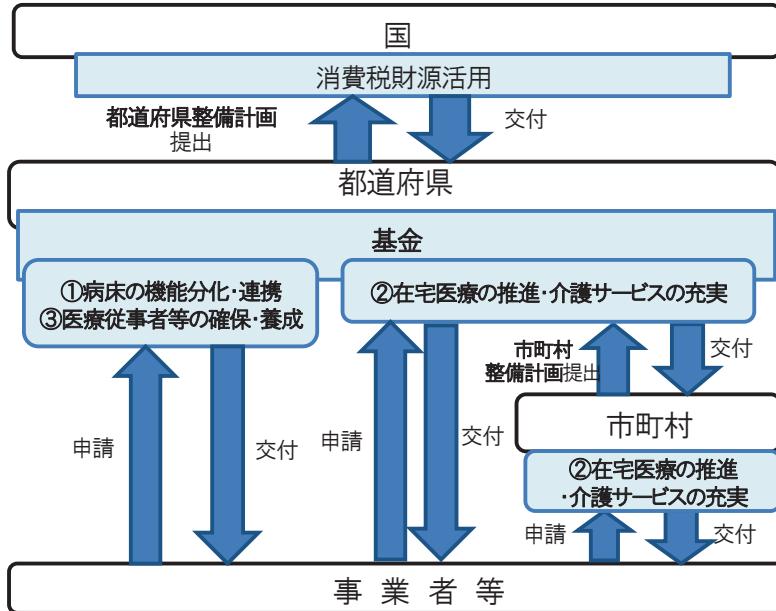 国
消費税財源活用
都道府県整備計画
提出
交付
都道府県
基金
①病床の機能分化・連携
③医療従事者等の確保・養成
②在宅医療の推進・介護サービスの充実
市町村
整備計画提出
交付
市町村
②在宅医療の推進
・介護サービスの充実
申請
交付
申請
交付
申請
交付
事業者等